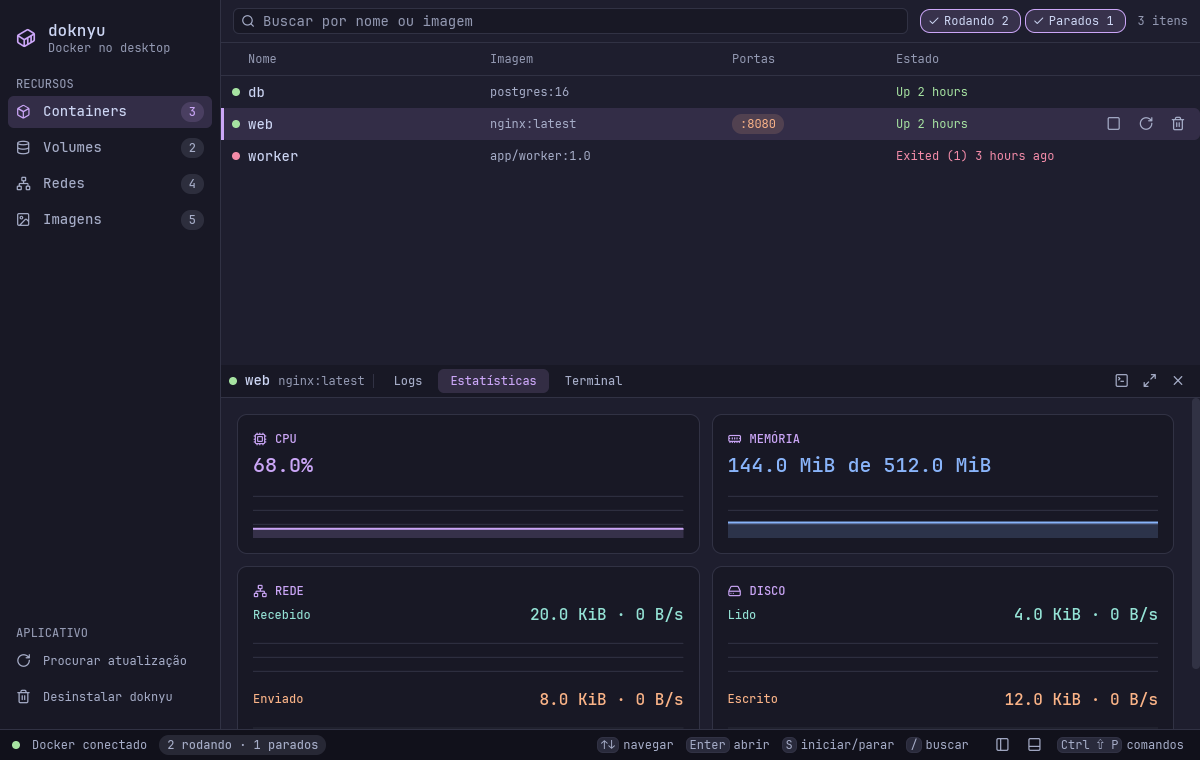 doknyu
Docker no desktop
RECURSOS
Containers 3
Volumes 2
Redes 4
Imagens 5
APLICATIVO
Procurar atualização
Desinstalar doknyu
Buscar por nome ou imagem
Rodando 2
Parados 1
3 itens
Nome Imagem Portas Estado
db postgres:16 Up 2 hours
web nginx:latest :8080 Up 2 hours
worker app/worker:1.0 Exited (1) 3 hours ago
web nginx:latest Logs Estatísticas Terminal
CPU
68.0%
MEMÓRIA
144.0 MiB de 512.0 MiB
REDE
Recebido 20.0 KiB · 0 B/s
Enviado 8.0 KiB · 0 B/s
DISCO
Lido 4.0 KiB · 0 B/s
Escrito 12.0 KiB · 0 B/s
Docker conectado 2 rodando · 1 parados ↑↓ navegar Enter abrir S iniciar/parar / buscar Ctrl ⇧ P comandos